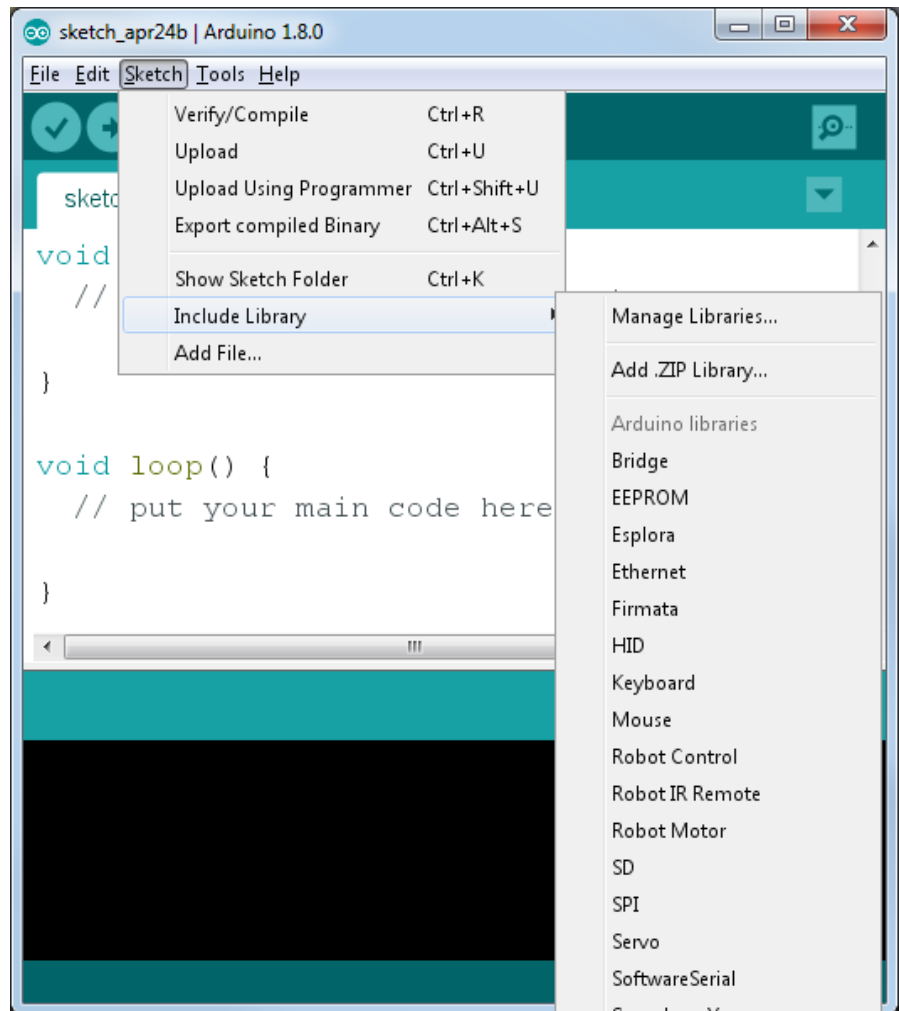 sketch_apr24b | Arduino 1.8.0
File Edit Sketch Tools Help
Verify/Compile Ctrl+R
Upload Ctrl+U
Upload Using Programmer Ctrl+Shift+U
Export compiled Binary Ctrl+Alt+S
Show Sketch Folder Ctrl+K
Include Library
Add File...
Manage Libraries...
Add .ZIP Library...
Arduino libraries
Bridge
EEPROM
Esplora
Ethernet
Firmata
HID
Keyboard
Mouse
Robot Control
Robot IR Remote
Robot Motor
SD
SPI
Servo
SoftwareSerial
void
//
}
void loop() {
// put your main code here
}